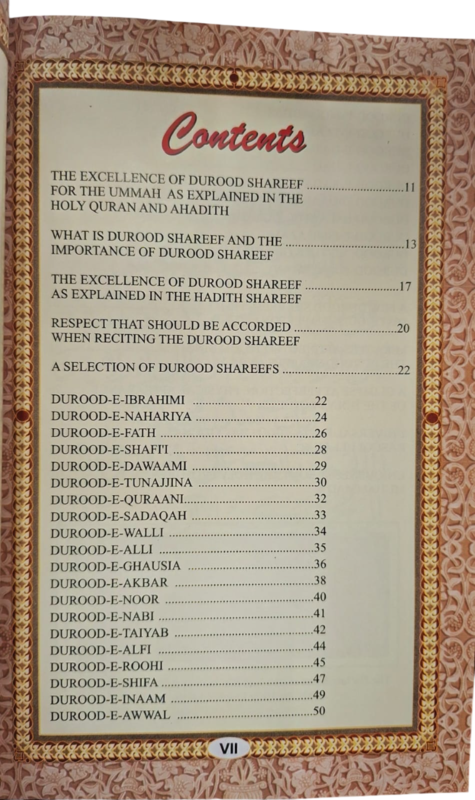 Contents
THE EXCELLENCE OF DUROOD SHAREEF ..............................11
FOR THE UMMAH AS EXPLAINED IN THE
HOLY QURAN AND AHADITH
WHAT IS DUROOD SHAREEF AND THE ....................................13
IMPORTANCE OF DUROOD SHAREEF
THE EXCELLENCE OF DUROOD SHAREEF ..............................17
AS EXPLAINED IN THE HADITH SHAREEF
RESPECT THAT SHOULD BE ACCORDED ................................20
WHEN RECITING THE DUROOD SHAREEF
A SELECTION OF DUROOD SHAREEFS ....................................22
DUROOD-E-IBRAHIMI ......................................22
DUROOD-E-NAHARIYA ....................................24
DUROOD-E-FATH ................................................26
DUROOD-E-SHAFI'I ............................................28
DUROOD-E-DAWAAMI ......................................29
DUROOD-E-TUNAJJINA ......................................30
DUROOD-E-QURAANI........................................32
DUROOD-E-SADAQAH ......................................33
DUROOD-E-WALLI ..............................................34
DUROOD-E-ALLI ................................................35
DUROOD-E-GHAUSIA ........................................36
DUROOD-E-AKBAR ............................................38
DUROOD-E-NOOR ..............................................40
DUROOD-E-NABI ................................................41
DUROOD-E-TAIYAB ............................................42
DUROOD-E-ALFI ................................................44
DUROOD-E-ROOHI ..............................................45
DUROOD-E-SHIFA ................................................47
DUROOD-E-INAAM ..............................................49
DUROOD-E-AWWAL ............................................50
VII